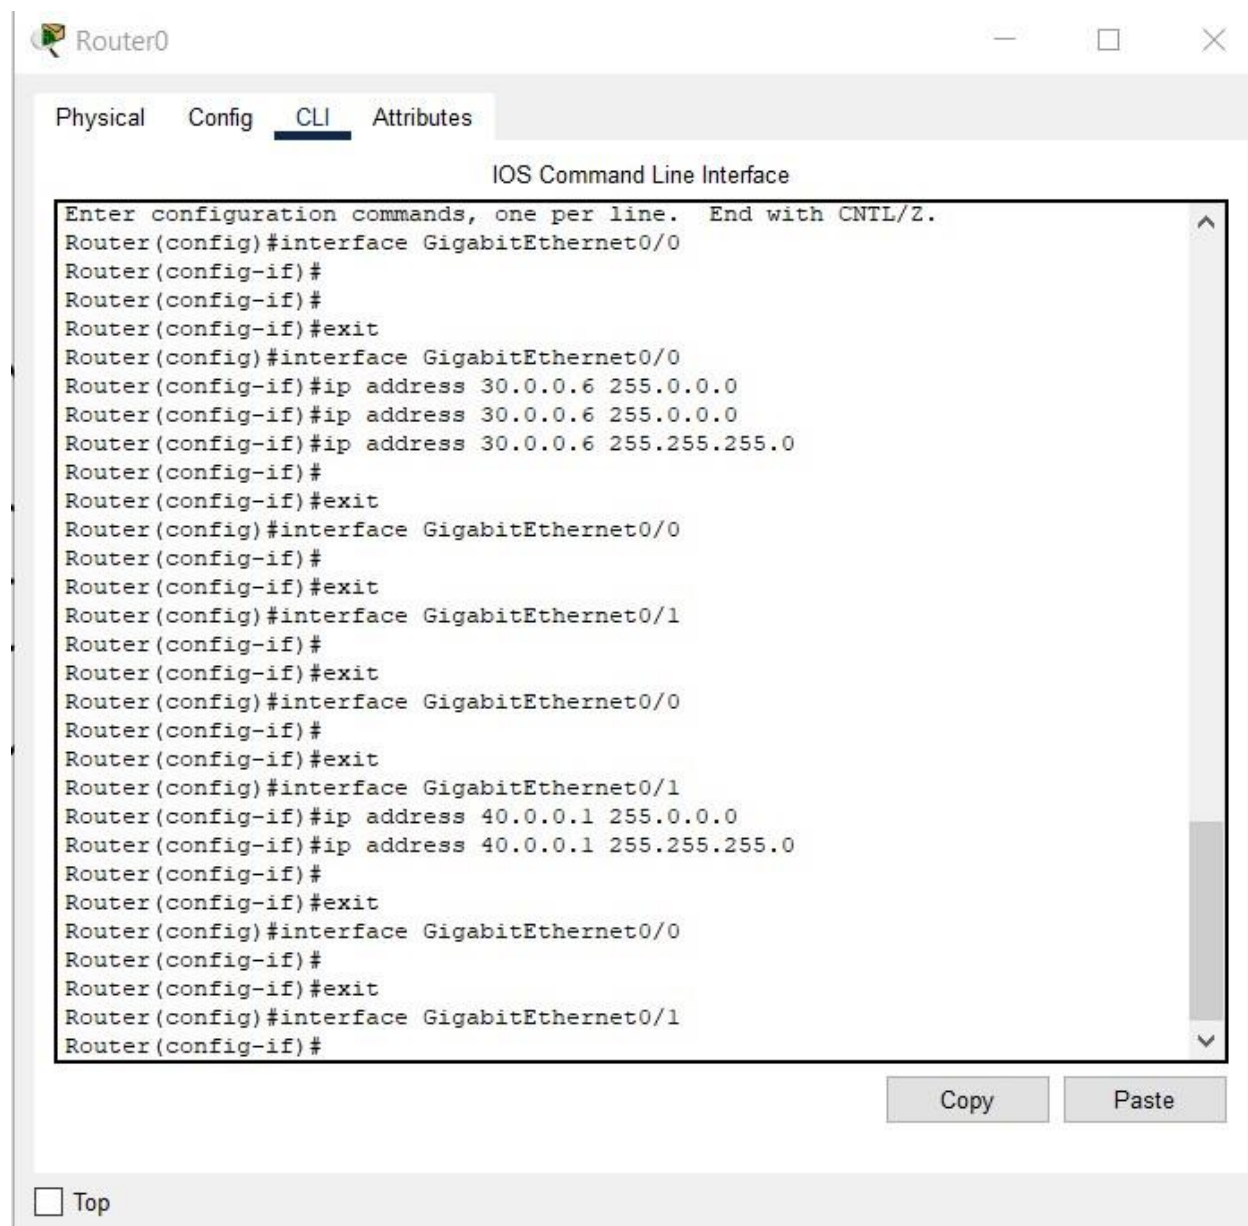 Router0
Physical Config CLI Attributes
IOS Command Line Interface
Enter configuration commands, one per line.  End with CNTL/Z.
Router(config)#interface GigabitEthernet0/0
Router(config-if)#
Router(config-if)#
Router(config-if)#exit
Router(config)#interface GigabitEthernet0/0
Router(config-if)#ip address 30.0.0.6 255.0.0.0
Router(config-if)#ip address 30.0.0.6 255.0.0.0
Router(config-if)#ip address 30.0.0.6 255.255.255.0
Router(config-if)#
Router(config-if)#exit
Router(config)#interface GigabitEthernet0/0
Router(config-if)#
Router(config-if)#exit
Router(config)#interface GigabitEthernet0/1
Router(config-if)#
Router(config-if)#exit
Router(config)#interface GigabitEthernet0/0
Router(config-if)#
Router(config-if)#exit
Router(config)#interface GigabitEthernet0/1
Router(config-if)#ip address 40.0.0.1 255.0.0.0
Router(config-if)#ip address 40.0.0.1 255.255.255.0
Router(config-if)#
Router(config-if)#exit
Router(config)#interface GigabitEthernet0/0
Router(config-if)#
Router(config-if)#exit
Router(config)#interface GigabitEthernet0/1
Router(config-if)#
Copy Paste
Top